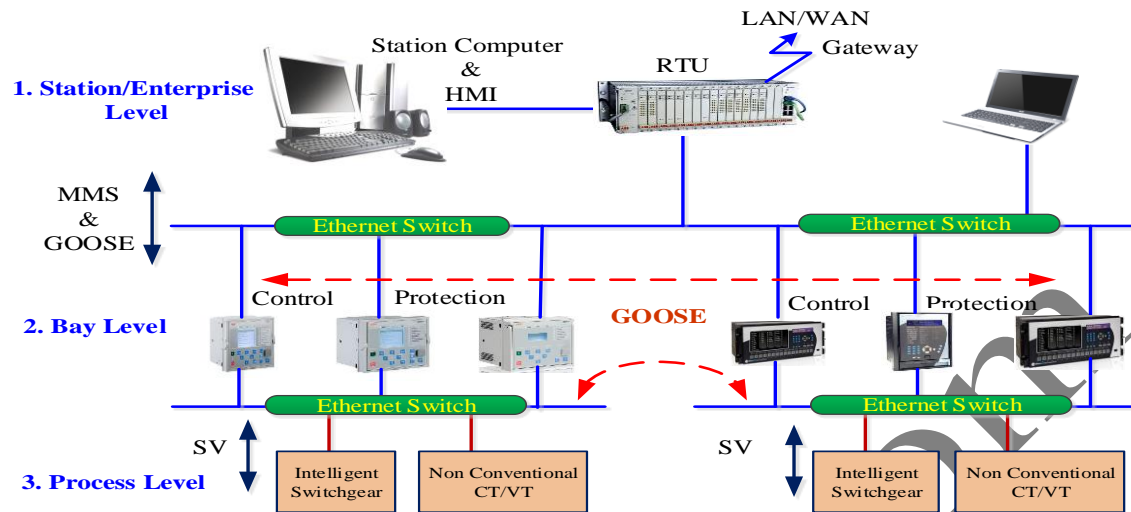 LAN/WAN
Station Computer
&
HMI
Gateway
RTU
1. Station/Enterprise
Level
MMS
&
GOOSE
Ethernet Switch
Ethernet Switch
Control
Protection
Control
Protection
2. Bay Level
GOOSE
Ethernet Switch
Ethernet Switch
SV
SV
3. Process Level
Intelligent
Switchgear
Non Conventional
CT/VT
Intelligent
Switchgear
Non Conventional
CT/VT